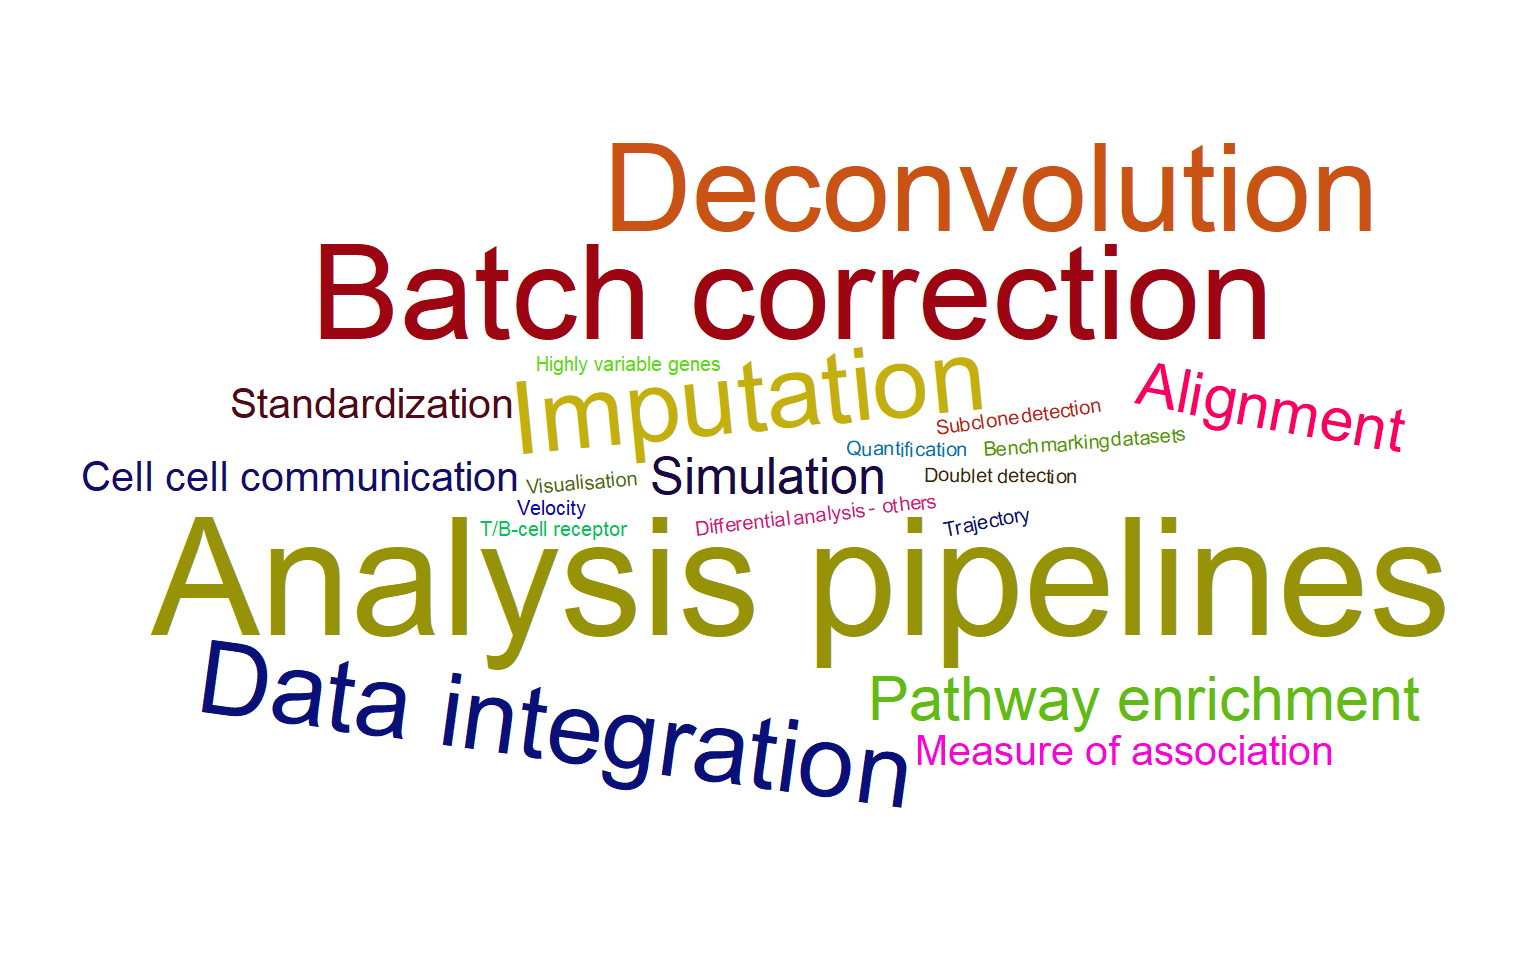 Deconvolution
Batch correction
Highly variable genes
Imputation
Alignment
Standardization
Subclone detection
Quantification
Benchmarking datasets
Cell cell communication
Visualisation
Simulation
Doublet detection
Velocity
T/B-cell receptor
Differential analysis - others
Trajectory
Analysis pipelines
Data integration
Pathway enrichment
Measure of association